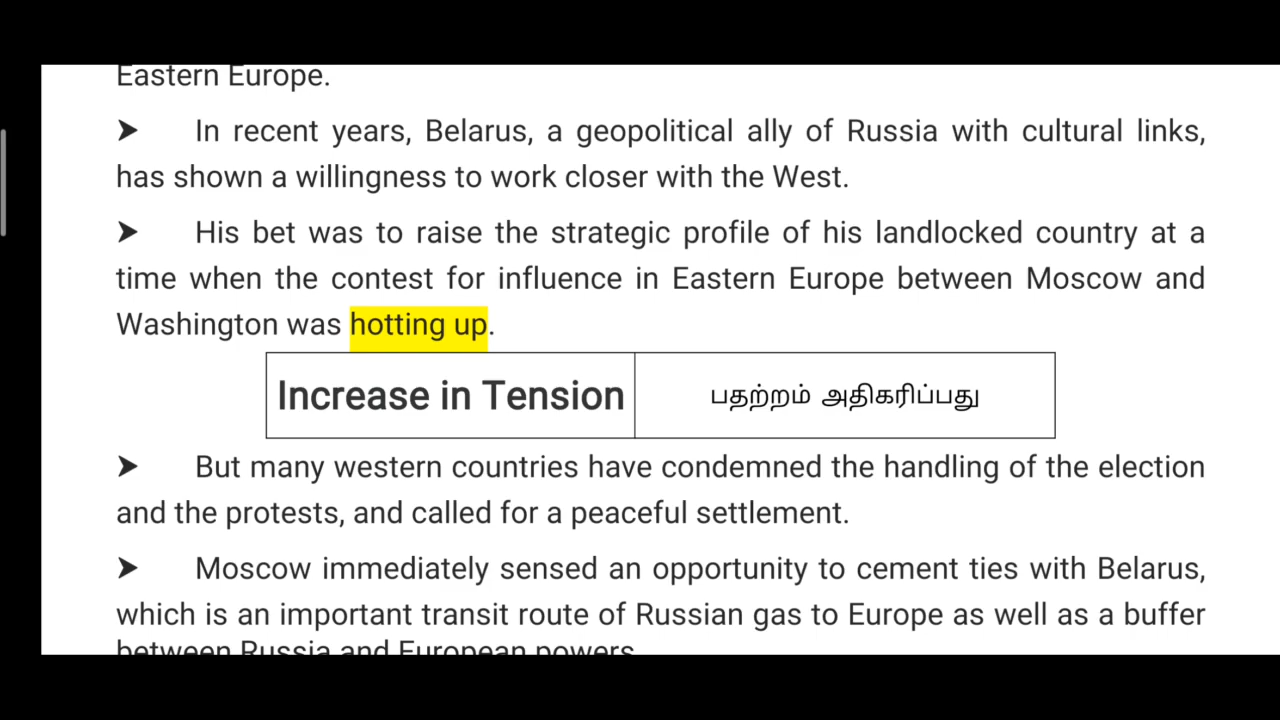 Eastern Europe.
➤ In recent years, Belarus, a geopolitical ally of Russia with cultural links,
has shown a willingness to work closer with the West.
➤ His bet was to raise the strategic profile of his landlocked country at a
time when the contest for influence in Eastern Europe between Moscow and
Washington was hotting up.
Increase in Tension பதற்றம் அதிகரிப்பது
➤ But many western countries have condemned the handling of the election
and the protests, and called for a peaceful settlement.
➤ Moscow immediately sensed an opportunity to cement ties with Belarus,
which is an important transit route of Russian gas to Europe as well as a buffer
between Russia and European powers.